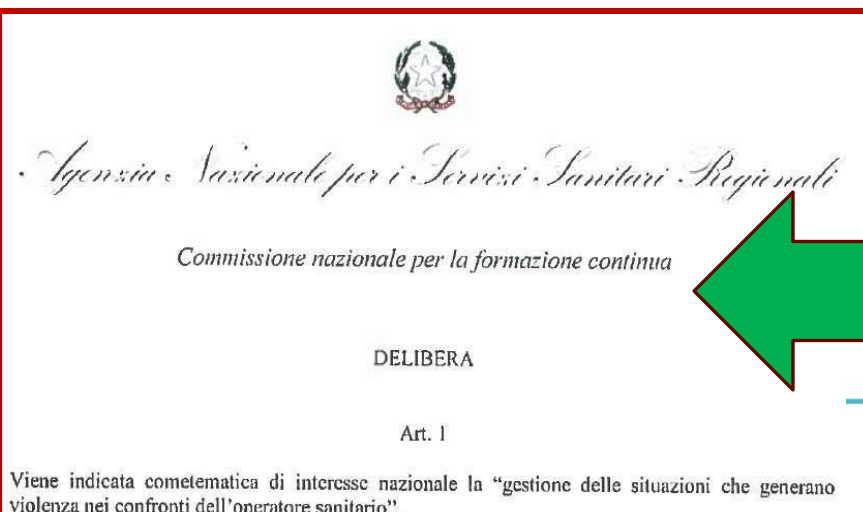 Agenzia Nazionale per i Servizi Sanitari Regionali
Commissione nazionale per la formazione continua
DELIBERA
Art. 1
Viene indicata cometematica di interesse nazionale la “gestione delle situazioni che generano
violenza nei confronti dell’operatore sanitario”